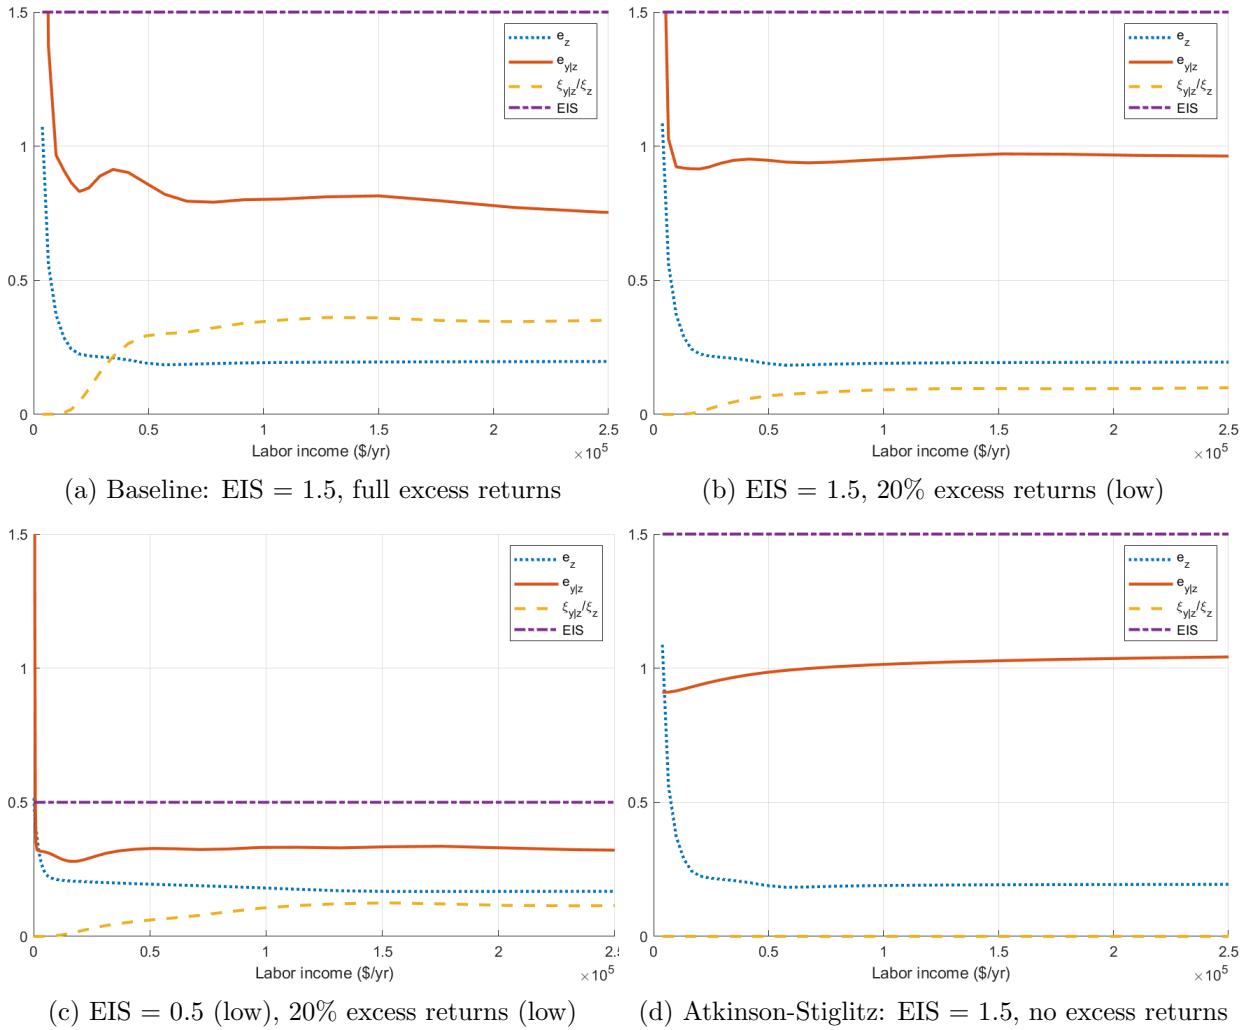 1.5
1
0.5
0
e_z
e_y|z
ξ_y|z/ξ_z
EIS
0 0.5 1 1.5 2 2.5
Labor income ($/yr) ×10^5
(a) Baseline: EIS = 1.5, full excess returns
1.5
1
0.5
0
e_z
e_y|z
ξ_y|z/ξ_z
EIS
0 0.5 1 1.5 2 2.5
Labor income ($/yr) ×10^5
(b) EIS = 1.5, 20% excess returns (low)
1.5
1
0.5
0
e_z
e_y|z
ξ_y|z/ξ_z
EIS
0 0.5 1 1.5 2 2.5
Labor income ($/yr) ×10^5
(c) EIS = 0.5 (low), 20% excess returns (low)
1.5
1
0.5
0
e_z
e_y|z
ξ_y|z/ξ_z
EIS
0 0.5 1 1.5 2 2.5
Labor income ($/yr) ×10^5
(d) Atkinson-Stiglitz: EIS = 1.5, no excess returns